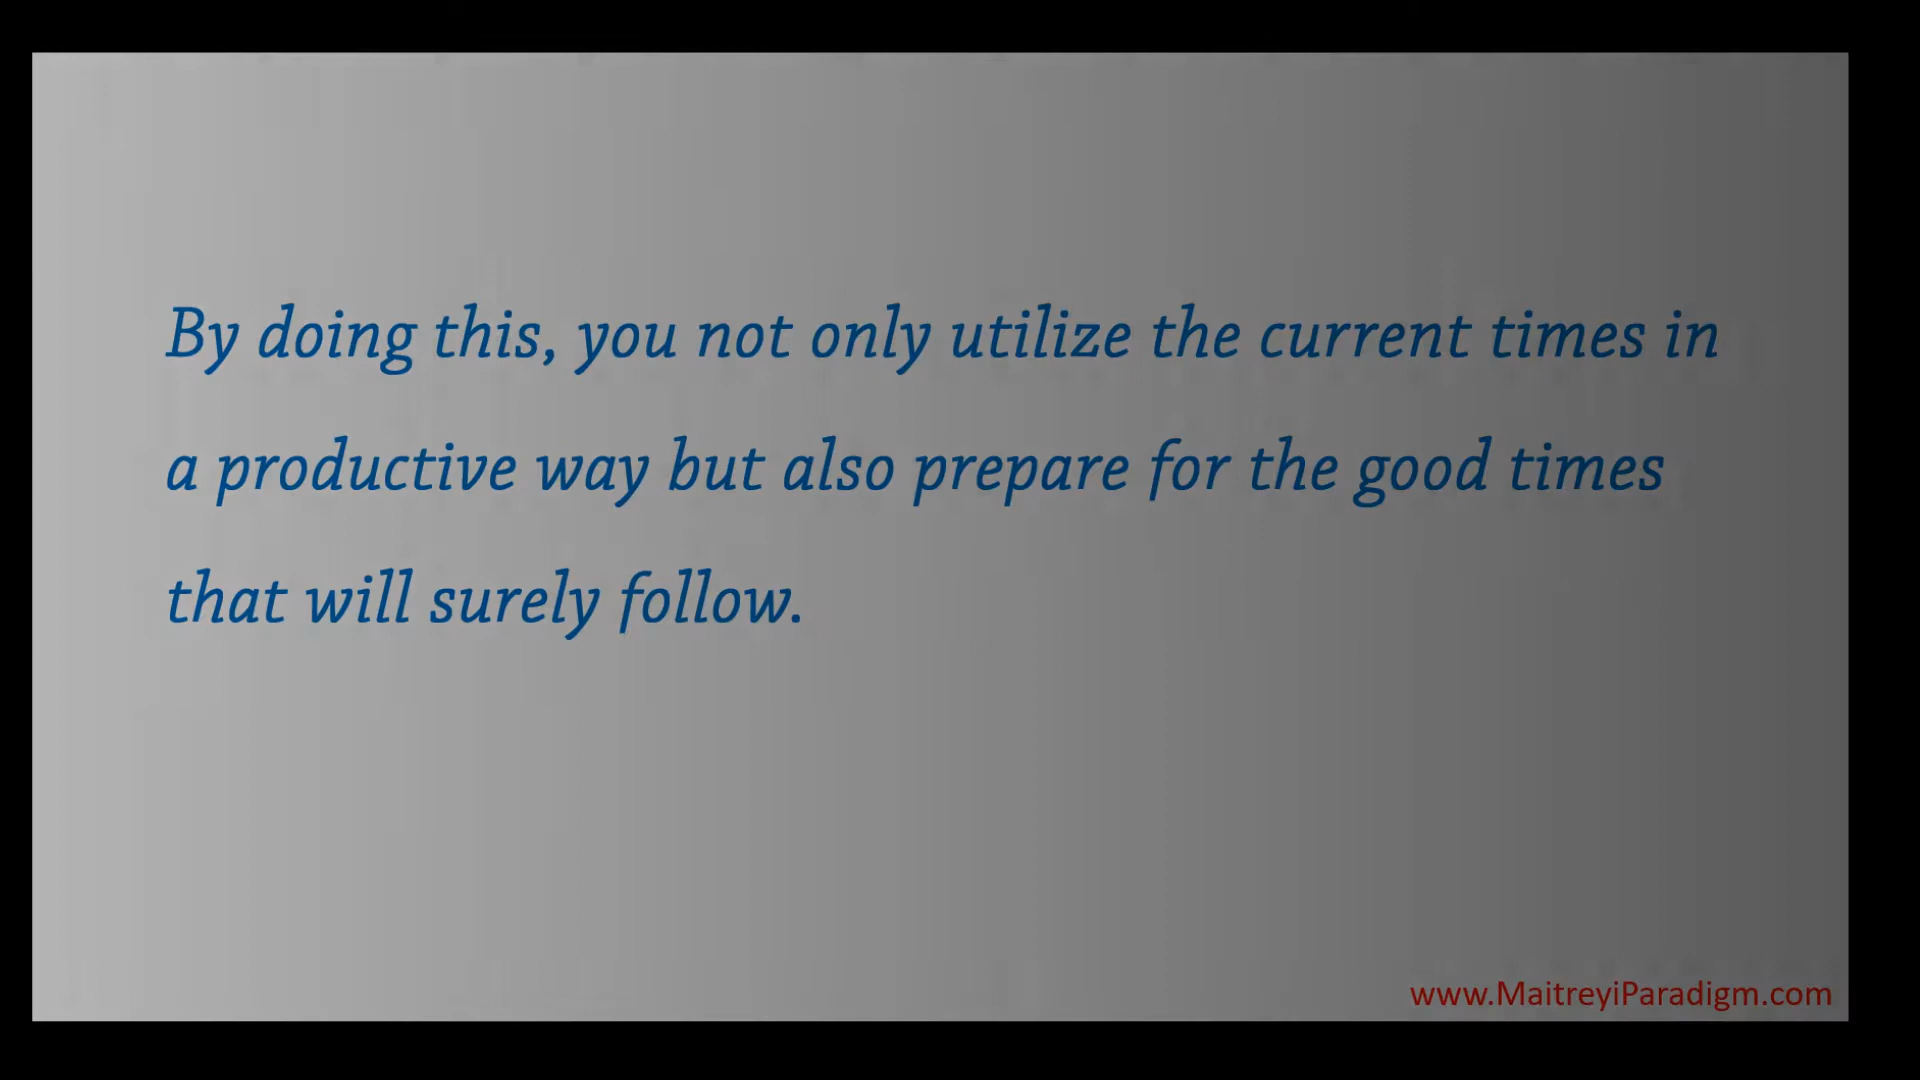 By doing this, you not only utilize the current times in
a productive way but also prepare for the good times
that will surely follow.
www.MaitreyiParadigm.com